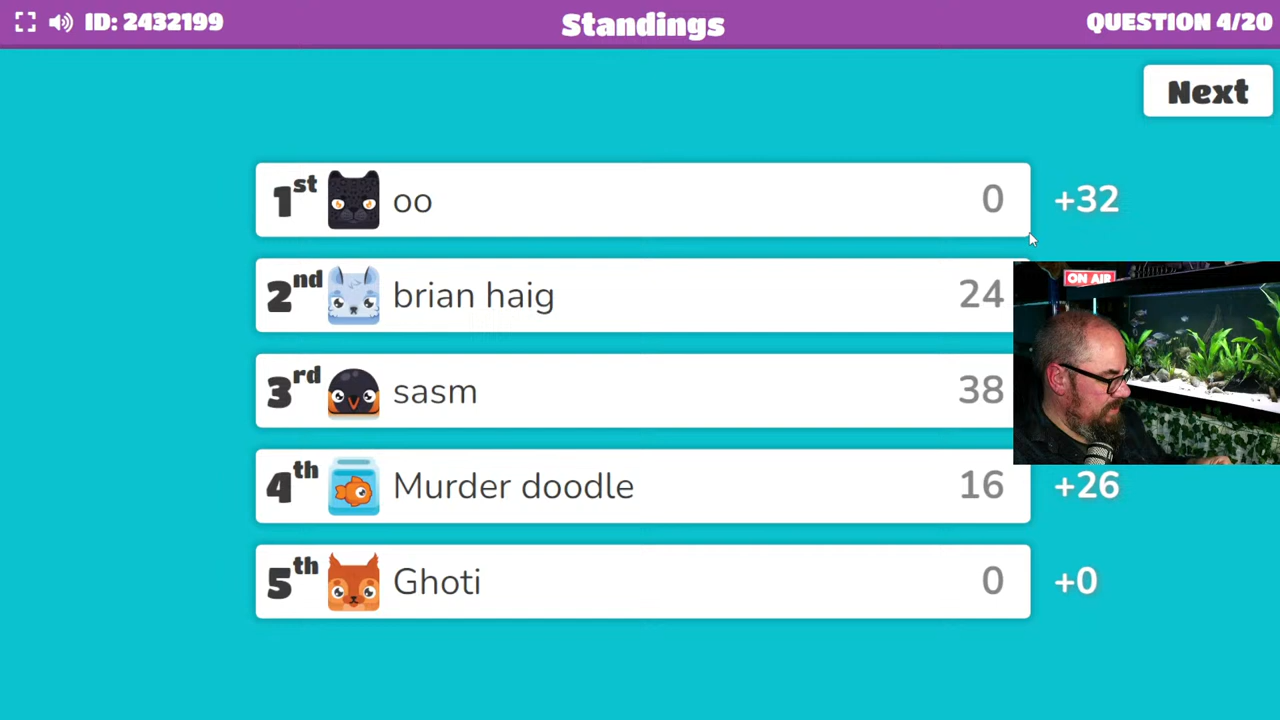 ID: 2432199
Standings
QUESTION 4/20
Next
1st oo 0 +32
2nd brian haig 24
3rd sasm 38
ON AIR
4th Murder doodle 16 +26
5th Ghoti 0 +0